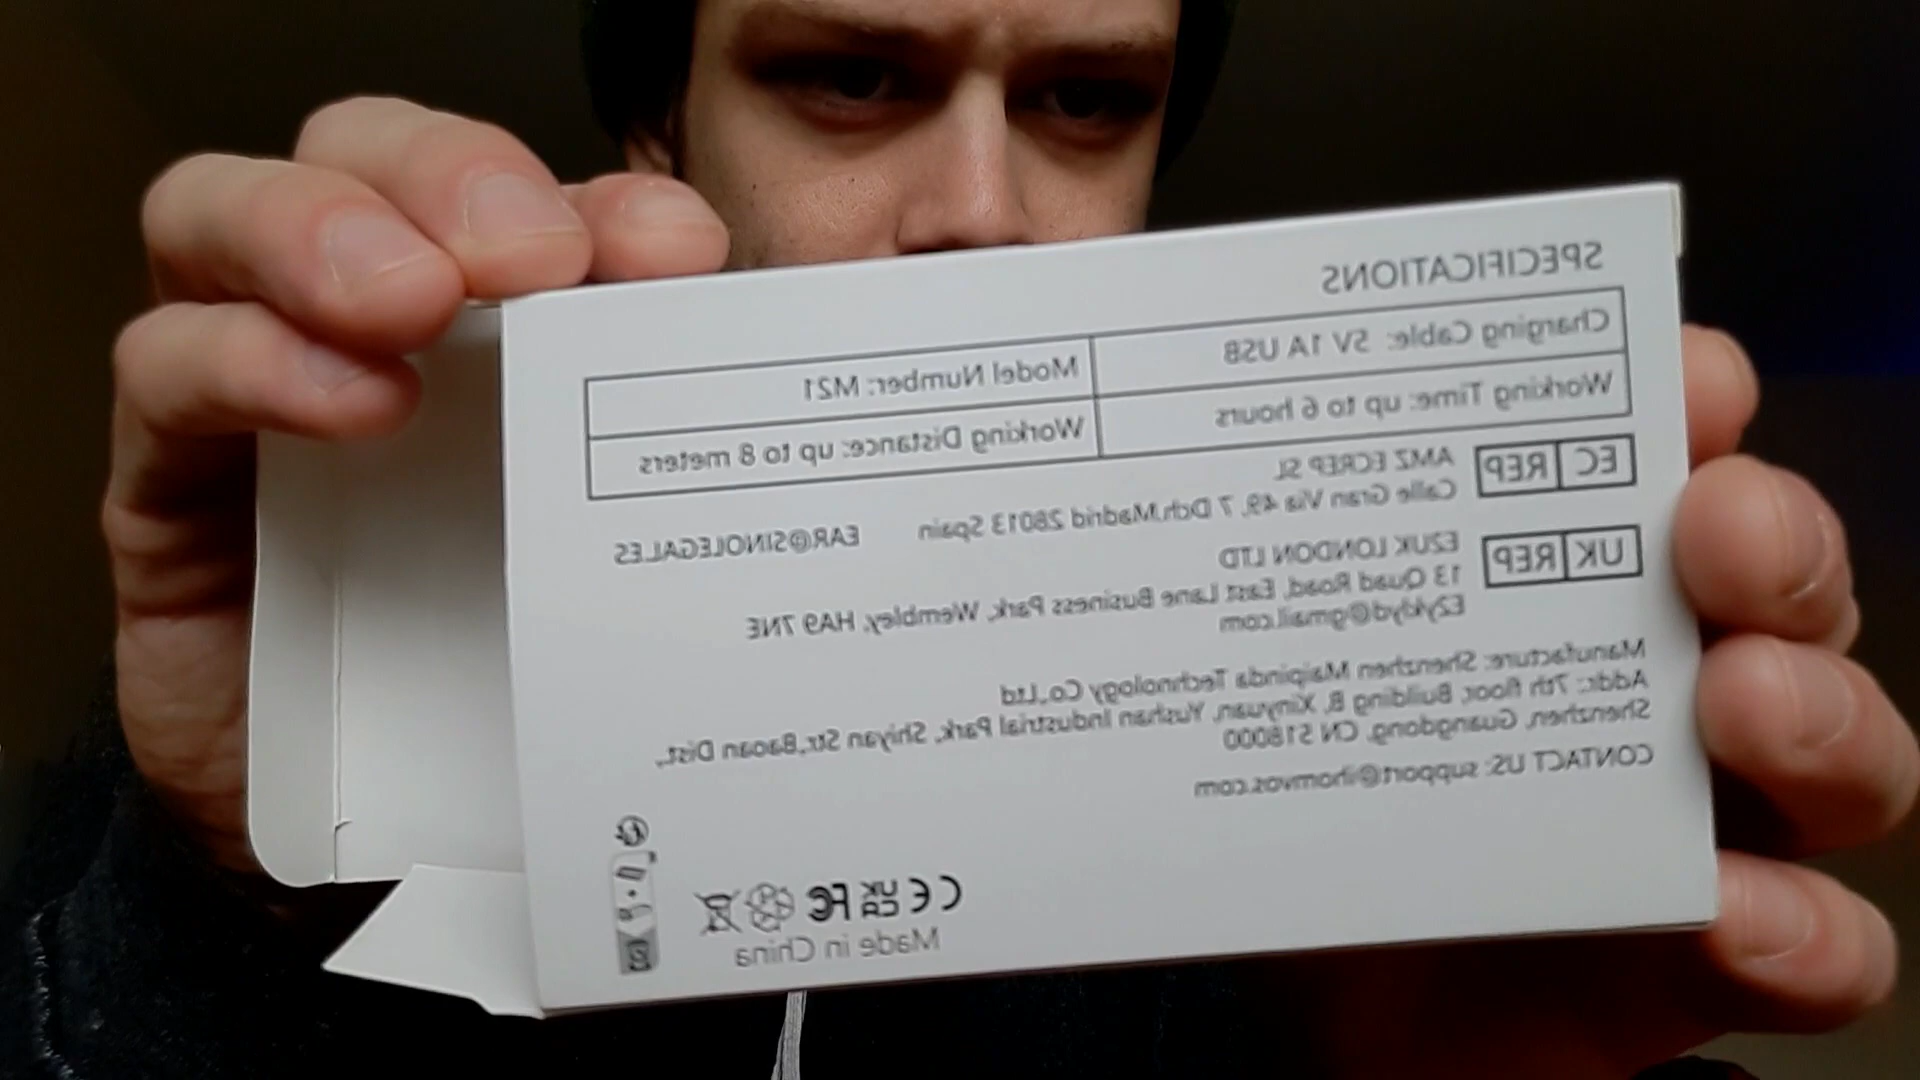 SPECIFICATIONS
Charging Cable: 5V 1A USB
Model Number: M21
Working Time: up to 6 hours
Working Distance: up to 8 meters
EC REP
AMZ ECREP SL
Calle Gran Via 49, 7 Dch.Madrid 28013 Spain
EAR@SINOLEGAL.ES
UK REP
EZUK LONDON LTD
13 Quad Road, East Lane Business Park, Wembley, HA9 7NE
Manufacture: Shenzhen Maipinda Technology Co.,Ltd
Addr.: 7th floor, Building B, Xinyuan, Yushan Industrial Park, Shiyan Str.,Baoan Dist.,
Shenzhen, Guangdong, CN 518000
CONTACT US: support@ihomvos.com
CE UK CA FC
Made in China